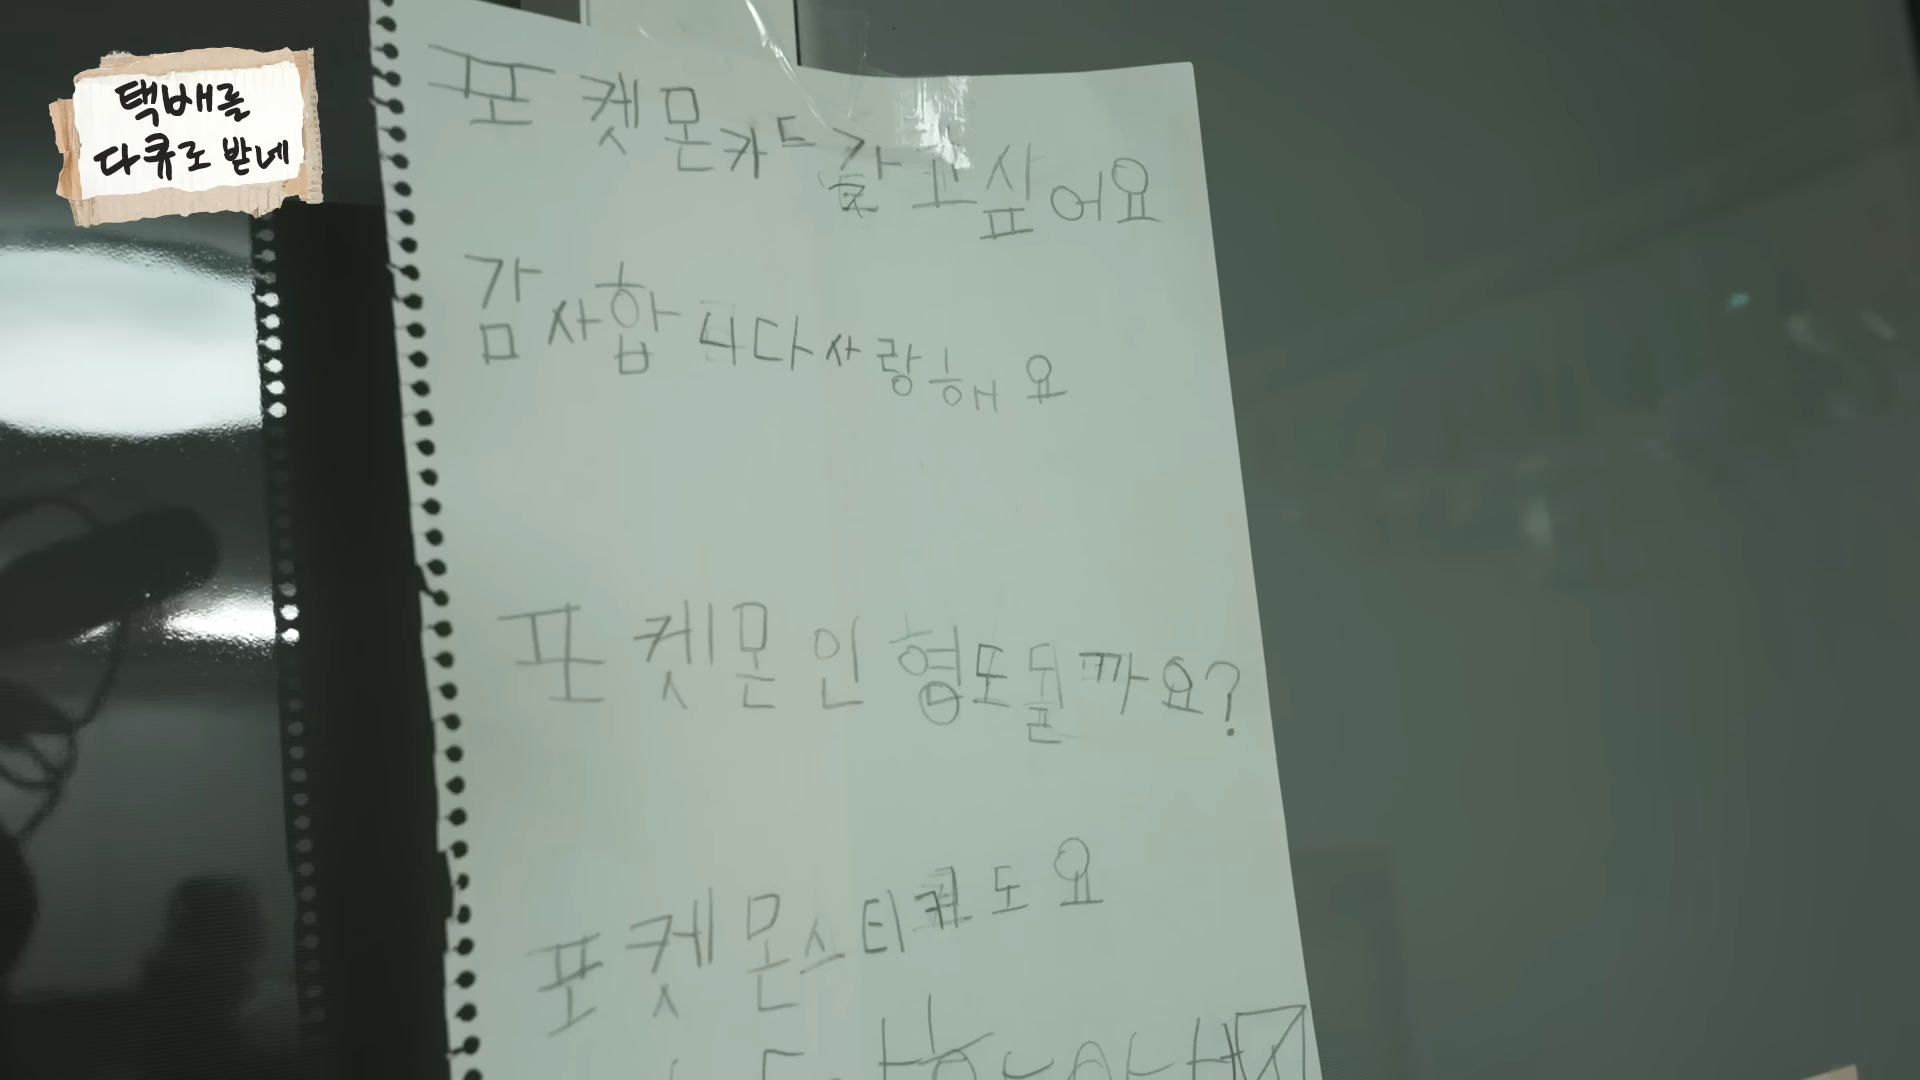 택배를
다큐로 받네
포켓몬카드 갖고 싶어요
감사합니다 사랑해요
포켓몬 인형도 될까요?
포켓몬스티커도요